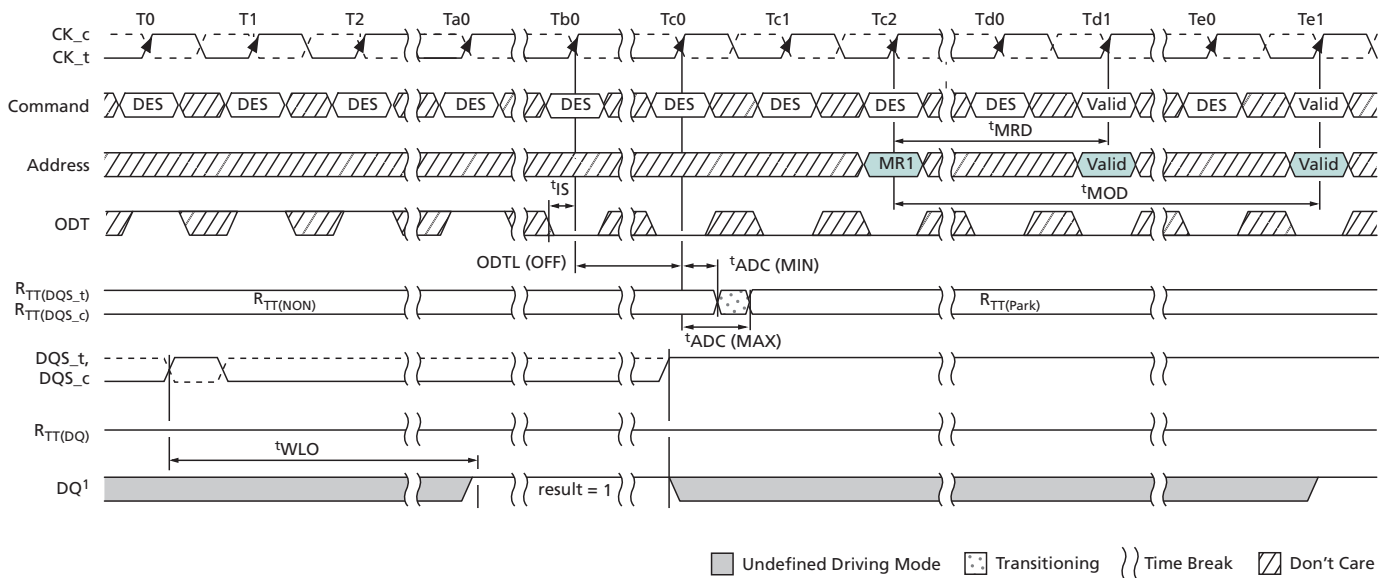 T0 T1 T2 Ta0 Tb0 Tc0 Tc1 Tc2 Td0 Td1 Te0 Te1
CK_c
CK_t
Command DES DES DES DES DES DES DES DES DES Valid DES Valid
tMRD
Address MR1 Valid Valid
tIS
tMOD
ODT
ODTL (OFF) tADC (MIN)
RTT(DQS_t)
RTT(NON) RTT(Park)
RTT(DQS_c)
tADC (MAX)
DQS_t,
DQS_c
RTT(DQ)
tWLO
DQ1 result = 1
Undefined Driving Mode Transitioning Time Break Don't Care